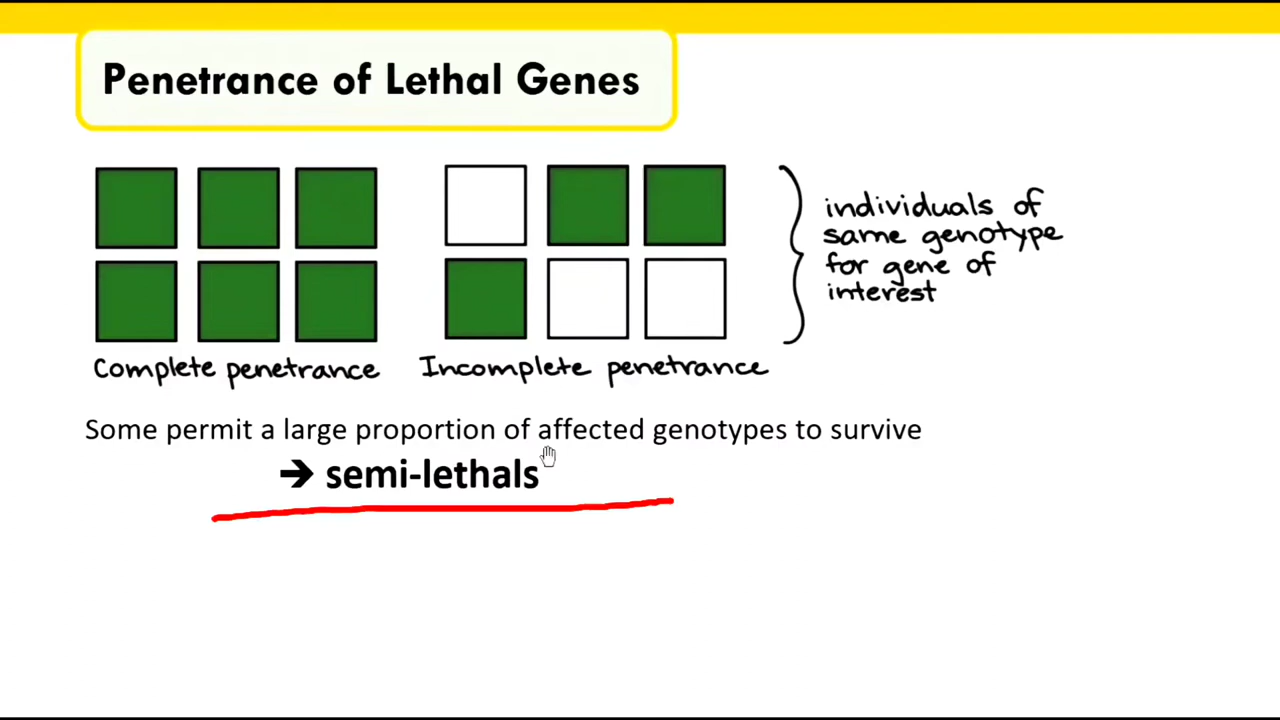 Penetrance of Lethal Genes
individuals of
same genotype
for gene of
interest
Complete penetrance
Incomplete penetrance
Some permit a large proportion of affected genotypes to survive
➔ semi-lethals